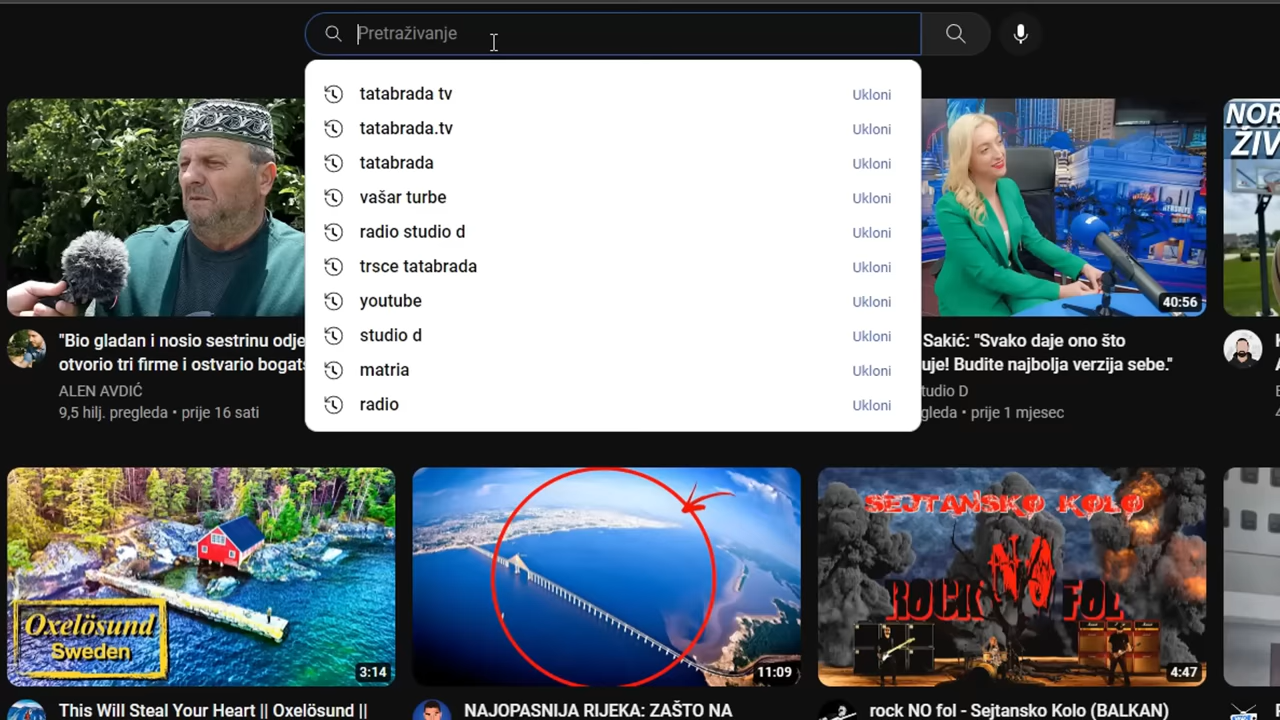 Pretraživanje
tatabrada tv
Ukloni
tatabrada.tv
Ukloni
tatabrada
Ukloni
vašar turbe
Ukloni
radio studio d
Ukloni
trsce tatabrada
Ukloni
youtube
Ukloni
studio d
Ukloni
matria
Ukloni
radio
Ukloni
40:56
NOR
ŽIV
"Bio gladan i nosio sestrinu odje
otvorio tri firme i ostvario bogats
ALEN AVDIĆ
9,5 hilj. pregleda • prije 16 sati
Sakić: "Svako daje ono što
uje! Budite najbolja verzija sebe."
tudio D
gleda • prije 1 mjesec
Oxelösund
Sweden
3:14
11:09
SEJTANSKO KOLO
ROCK NO FOL
4:47
This Will Steal Your Heart || Oxelösund ||
NAJOPASNIJA RIJEKA: ZAŠTO NA
rock NO fol - Sejtansko Kolo (BALKAN)